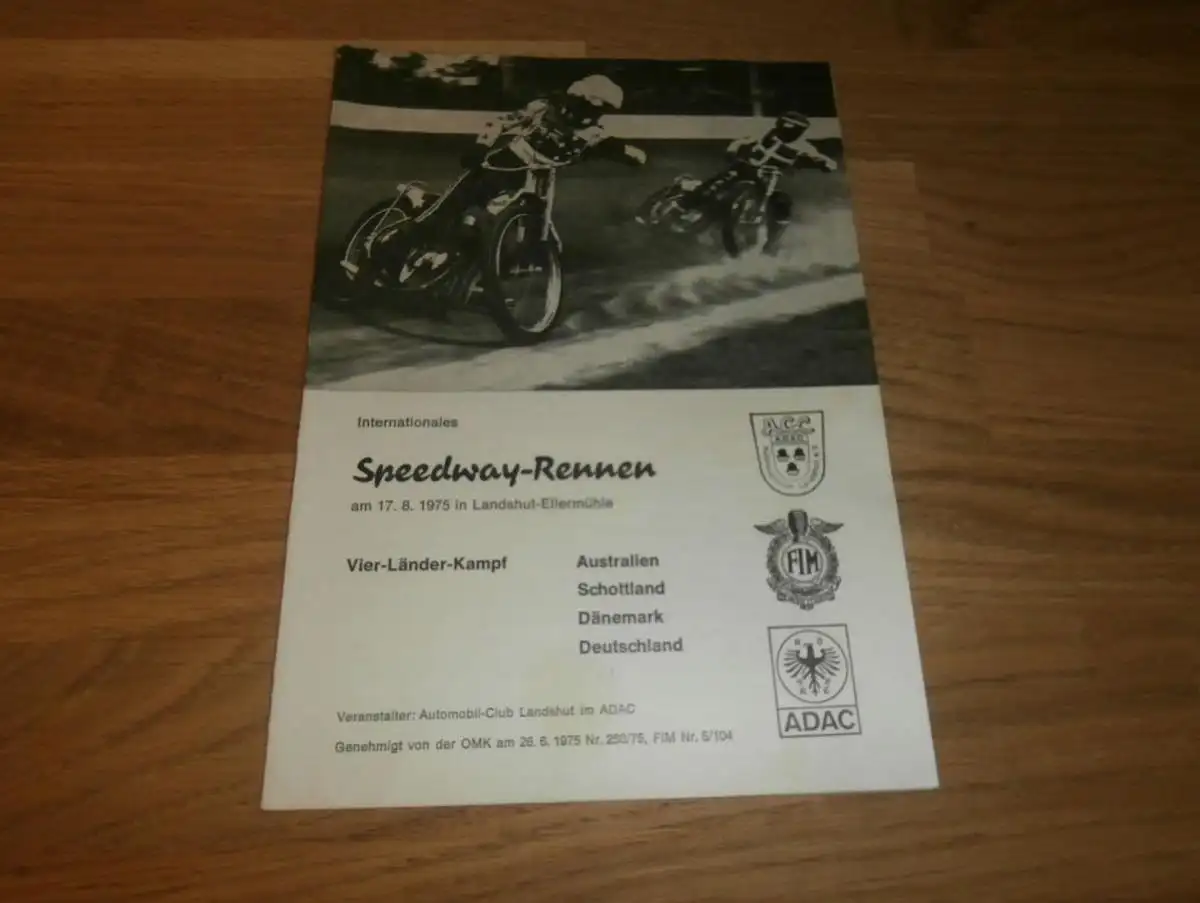 Internationales
Speedway-Rennen
am 17. 8. 1975 in Landshut-Ellermühle
Vier-Länder-Kampf
Australien
Schottland
Dänemark
Deutschland
Veranstalter: Automobil-Club Landshut im ADAC
Genehmigt von der OMK am 26. 6. 1975 Nr. 250/75, FIM Nr. 5/104
FIM
ADAC